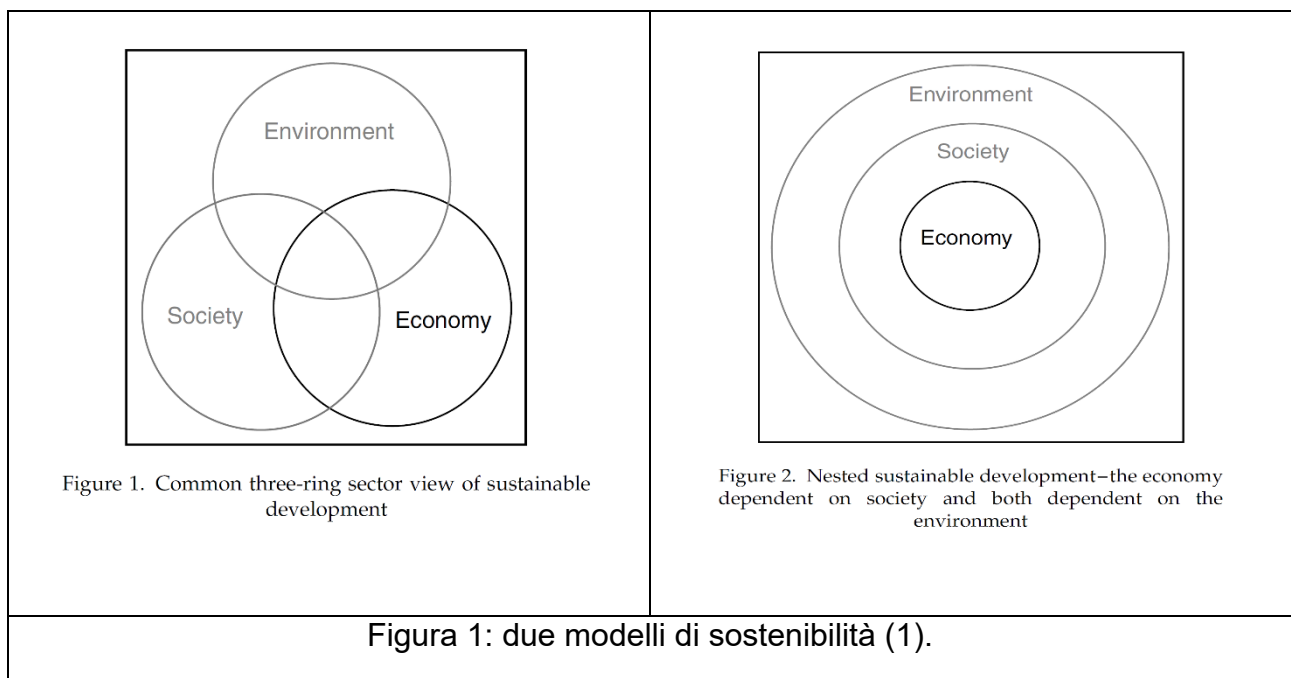 Environment
Society
Economy
Figure 1. Common three-ring sector view of sustainable
development
Environment
Society
Economy
Figure 2. Nested sustainable development–the economy
dependent on society and both dependent on the
environment
Figura 1: due modelli di sostenibilità (1).